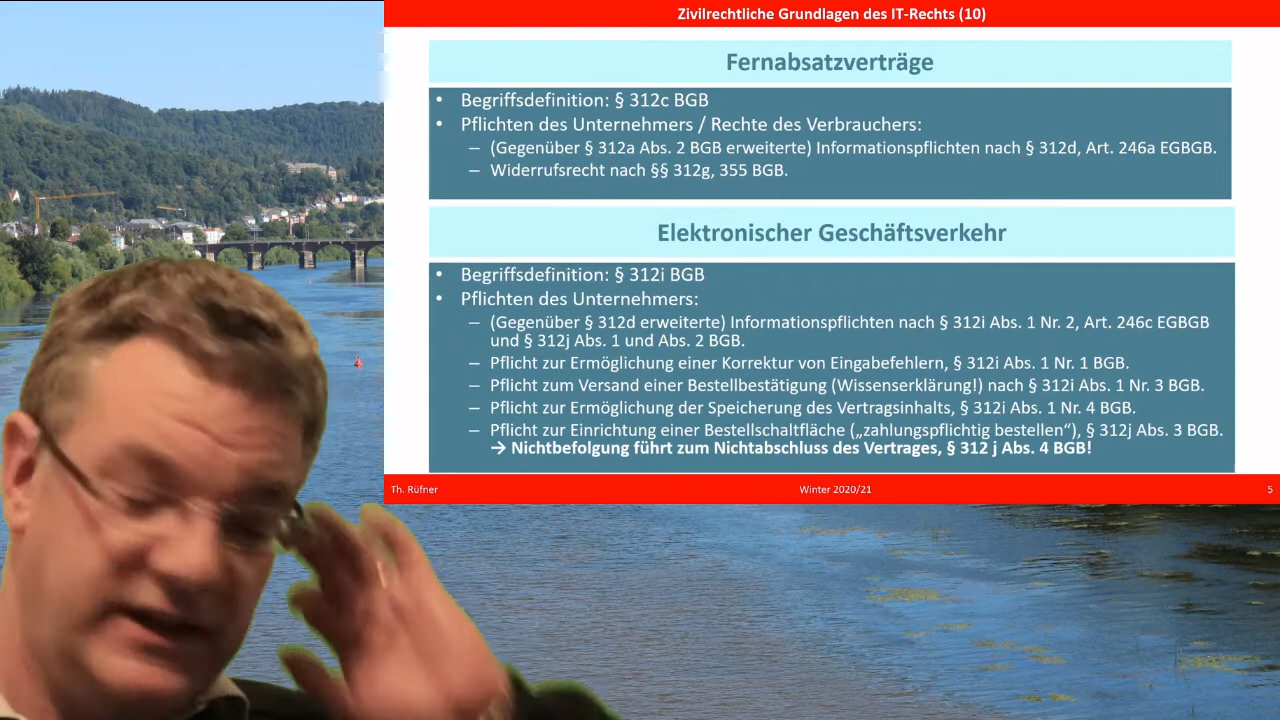 Zivilrechtliche Grundlagen des IT-Rechts (10)
Fernabsatzverträge
• Begriffsdefinition: § 312c BGB
• Pflichten des Unternehmers / Rechte des Verbrauchers:
– (Gegenüber § 312a Abs. 2 BGB erweiterte) Informationspflichten nach § 312d, Art. 246a EGBGB.
– Widerrufsrecht nach §§ 312g, 355 BGB.
Elektronischer Geschäftsverkehr
• Begriffsdefinition: § 312i BGB
• Pflichten des Unternehmers:
– (Gegenüber § 312d erweiterte) Informationspflichten nach § 312i Abs. 1 Nr. 2, Art. 246c EGBGB
und § 312j Abs. 1 und Abs. 2 BGB.
– Pflicht zur Ermöglichung einer Korrektur von Eingabefehlern, § 312i Abs. 1 Nr. 1 BGB.
– Pflicht zum Versand einer Bestellbestätigung (Wissenserklärung!) nach § 312i Abs. 1 Nr. 3 BGB.
– Pflicht zur Ermöglichung der Speicherung des Vertragsinhalts, § 312i Abs. 1 Nr. 4 BGB.
– Pflicht zur Einrichtung einer Bestellschaltfläche („zahlungspflichtig bestellen“), § 312j Abs. 3 BGB.
→ Nichtbefolgung führt zum Nichtabschluss des Vertrages, § 312 j Abs. 4 BGB!
Th. Rüfner
Winter 2020/21
5